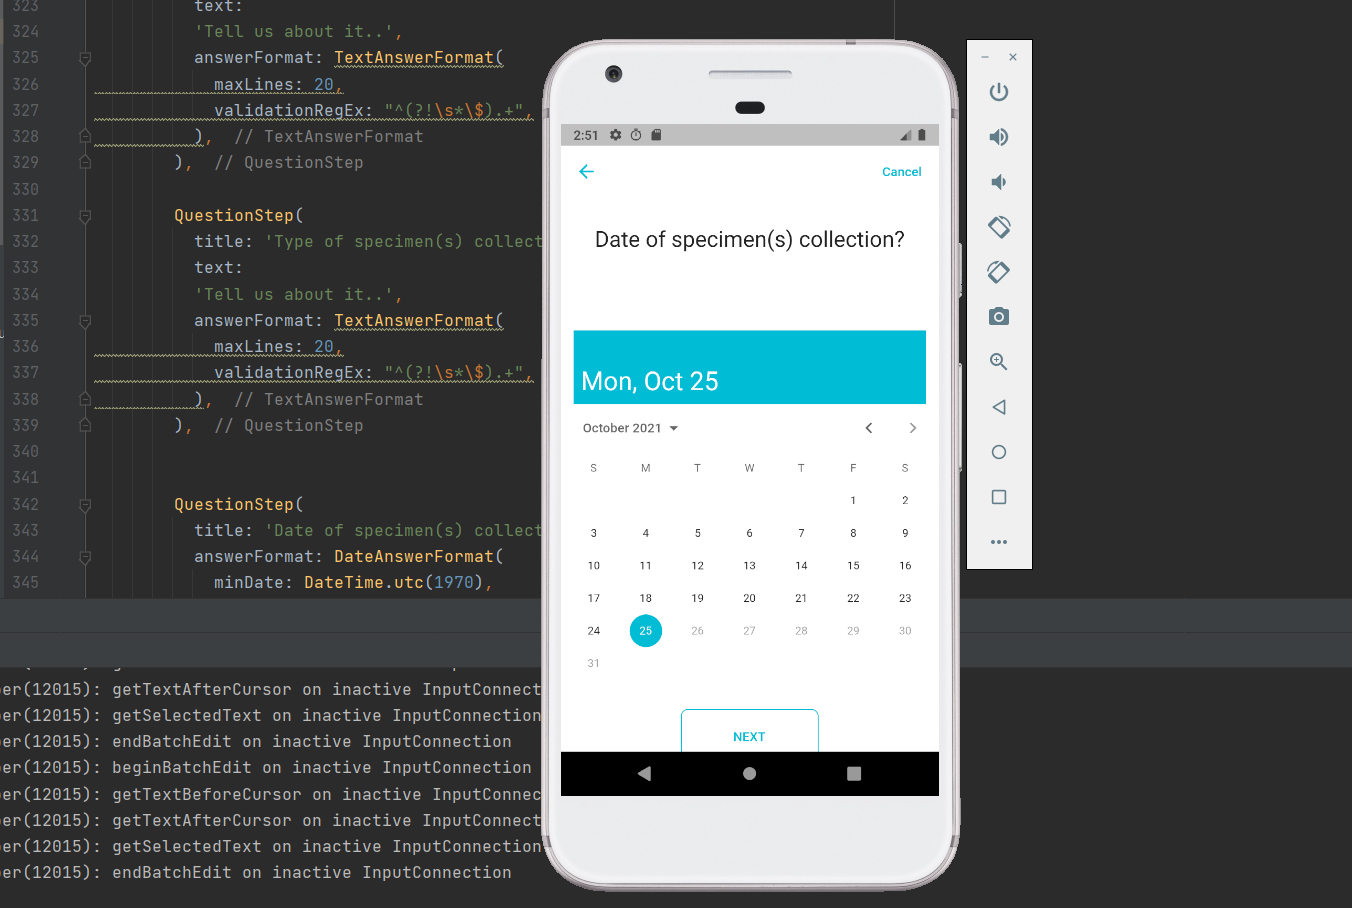 323 text:
324 'Tell us about it..',
325 answerFormat: TextAnswerFormat(
326 maxLines: 20,
327 validationRegEx: "^(?!\s*\$).+",
328 ), // TextAnswerFormat
329 ), // QuestionStep
330
331 QuestionStep(
332 title: 'Type of specimen(s) collect
333 text:
334 'Tell us about it..',
335 answerFormat: TextAnswerFormat(
336 maxLines: 20,
337 validationRegEx: "^(?!\s*\$).+",
338 ), // TextAnswerFormat
339 ), // QuestionStep
340
341
342 QuestionStep(
343 title: 'Date of specimen(s) collect
344 answerFormat: DateAnswerFormat(
345 minDate: DateTime.utc(1970),
er(12015): getTextAfterCursor on inactive InputConnect
er(12015): getSelectedText on inactive InputConnection
er(12015): endBatchEdit on inactive InputConnection
er(12015): beginBatchEdit on inactive InputConnection
er(12015): getTextBeforeCursor on inactive InputConnec
er(12015): getTextAfterCursor on inactive InputConnect
er(12015): getSelectedText on inactive InputConnection
er(12015): endBatchEdit on inactive InputConnection
2:51
Cancel
Date of specimen(s) collection?
Mon, Oct 25
October 2021
S M T W T F S
1 2
3 4 5 6 7 8 9
10 11 12 13 14 15 16
17 18 19 20 21 22 23
24 25 26 27 28 29 30
31
NEXT